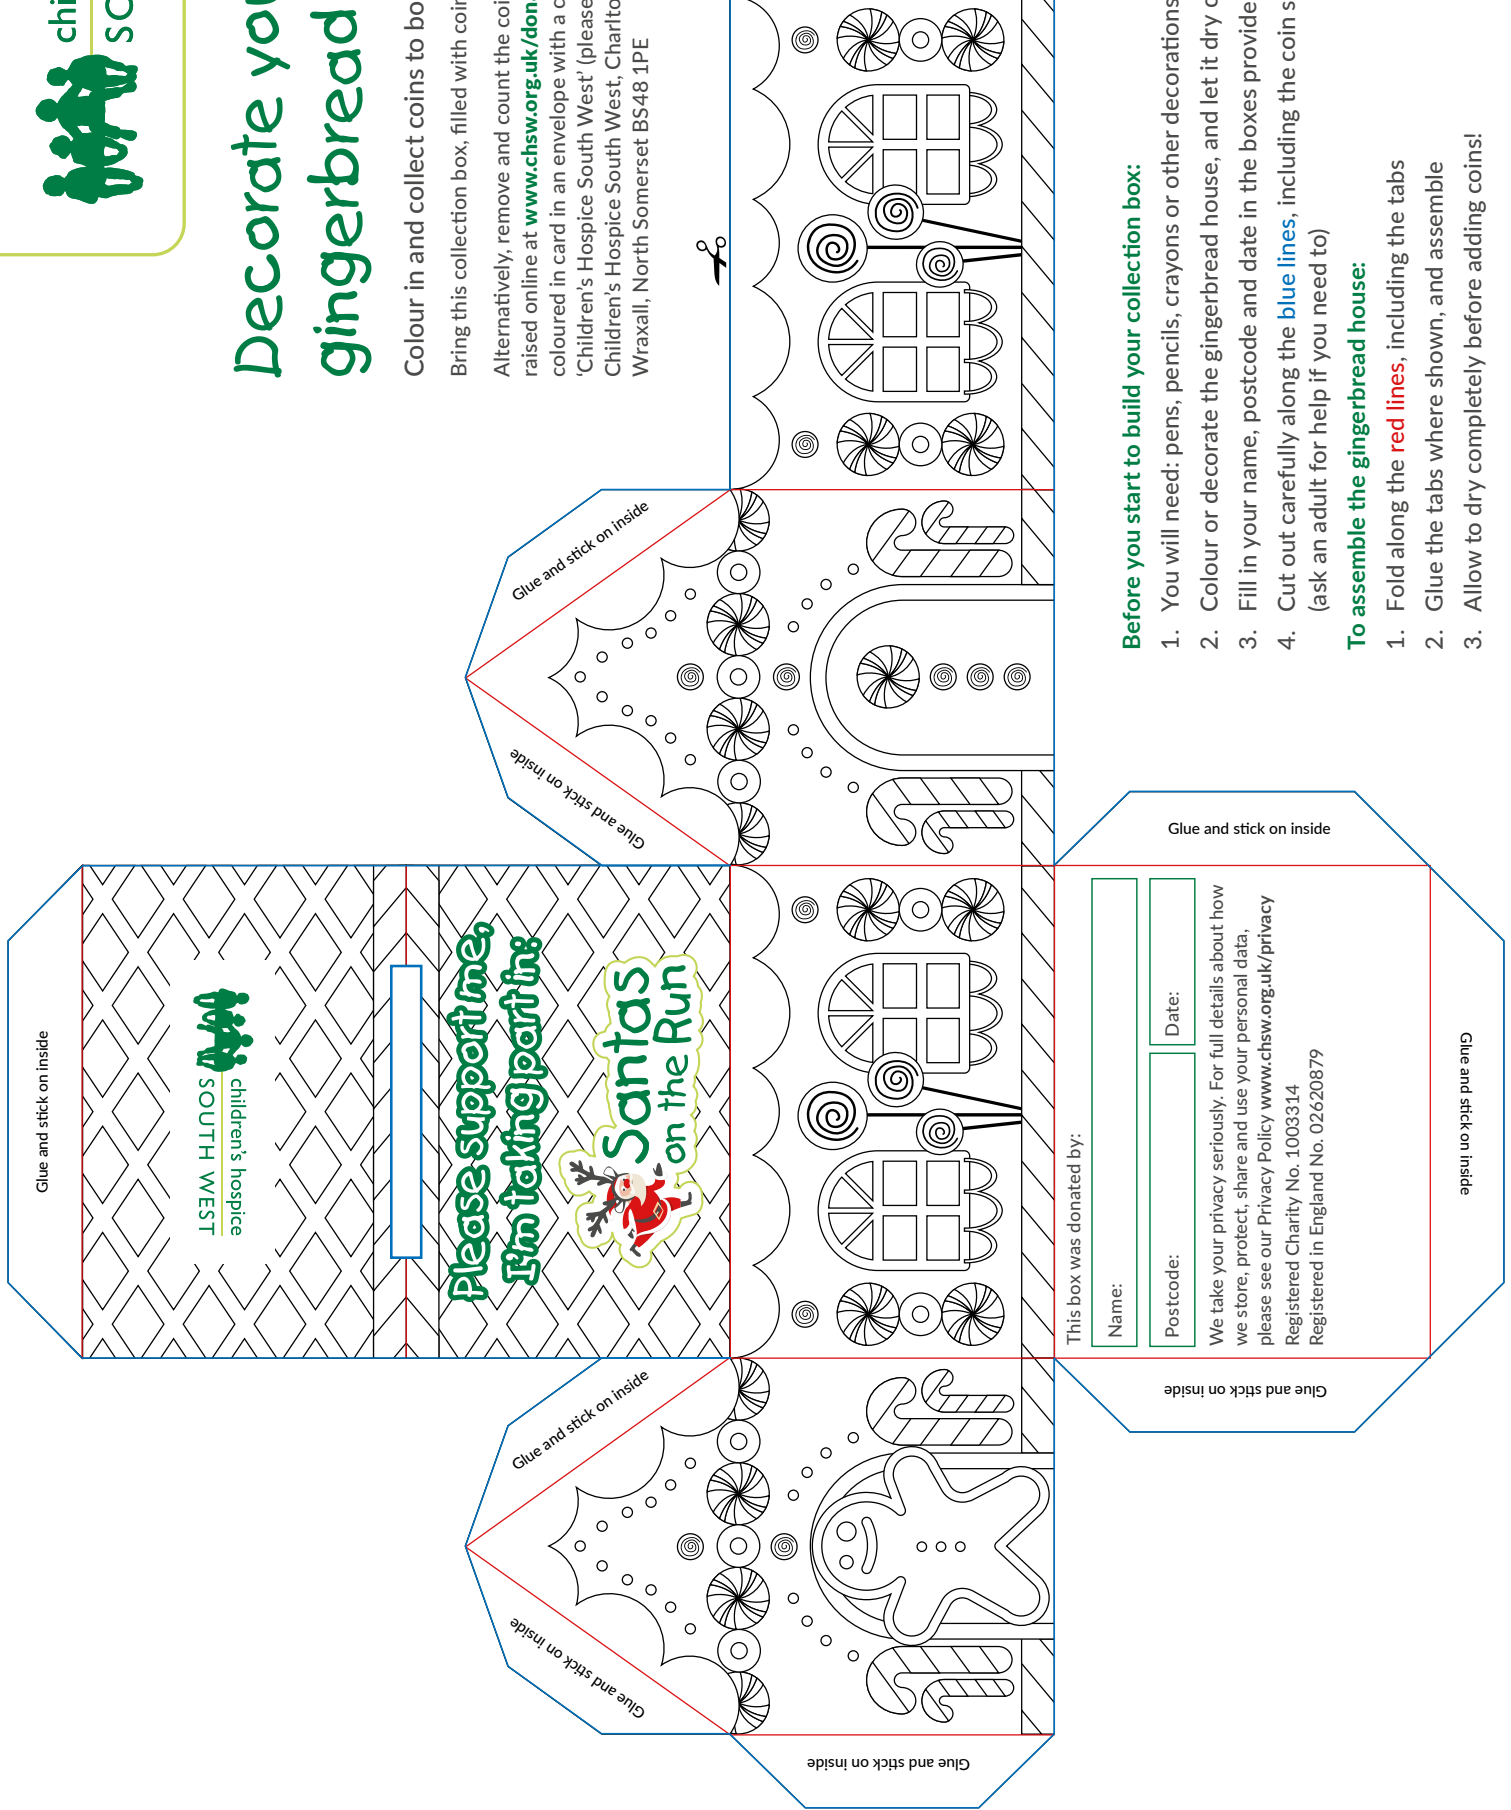 chi
SO
Decorate you
gingerbread
Colour in and collect coins to bo
Bring this collection box, filled with coin
Alternatively, remove and count the coi
raised online at www.chsw.org.uk/don
coloured in card in an envelope with a c
‘Children’s Hospice South West’ (please
Children’s Hospice South West, Charlto
Wraxall, North Somerset BS48 1PE
Before you start to build your collection box:
1. You will need: pens, pencils, crayons or other decorations
2. Colour or decorate the gingerbread house, and let it dry c
3. Fill in your name, postcode and date in the boxes provide
4. Cut out carefully along the blue lines, including the coin s
(ask an adult for help if you need to)
To assemble the gingerbread house:
1. Fold along the red lines, including the tabs
2. Glue the tabs where shown, and assemble
3. Allow to dry completely before adding coins!
Glue and stick on inside
Glue and stick on inside
Glue and stick on inside
children’s hospice
SOUTH WEST
Please support me,
I’m taking part in:
Santas
on the Run
Glue and stick on inside
This box was donated by:
Name:
Postcode:
Date:
We take your privacy seriously. For full details about how
we store, protect, share and use your personal data,
please see our Privacy Policy www.chsw.org.uk/privacy
Registered Charity No. 1003314
Registered in England No. 02620879
Glue and stick on inside
Glue and stick on inside
Glue and stick on inside
Glue and stick on inside
Glue and stick on inside